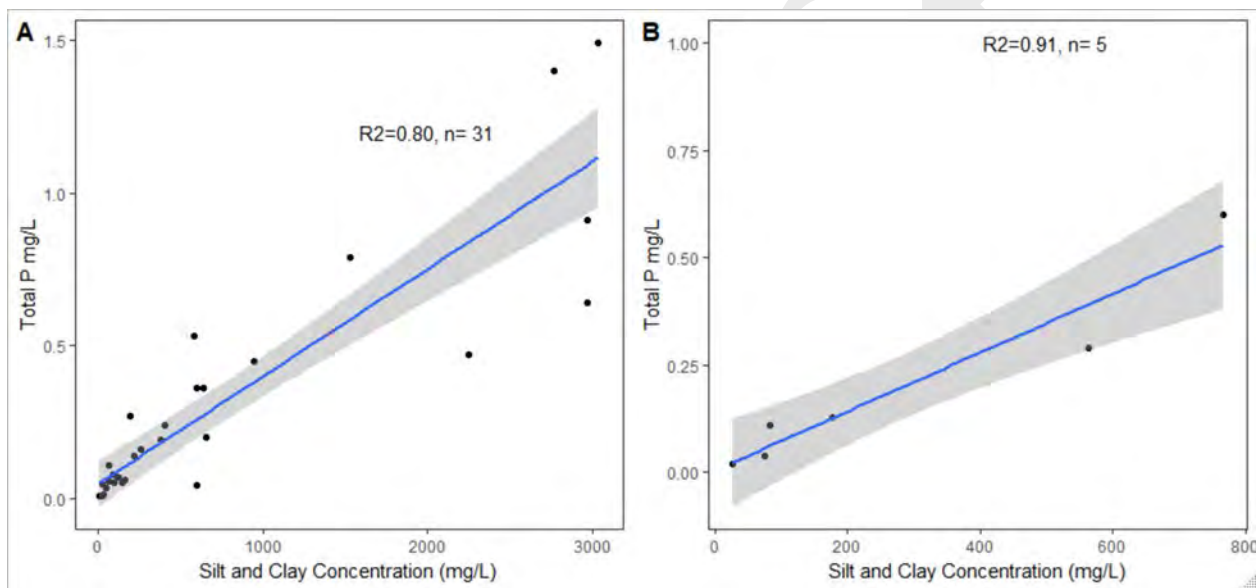 A
R2=0.80, n= 31
1.5
1.0
0.5
0.0
Total P mg/L
0
1000
2000
3000
Silt and Clay Concentration (mg/L)
B
R2=0.91, n= 5
1.00
0.75
0.50
0.25
0.00
Total P mg/L
0
200
400
600
800
Silt and Clay Concentration (mg/L)